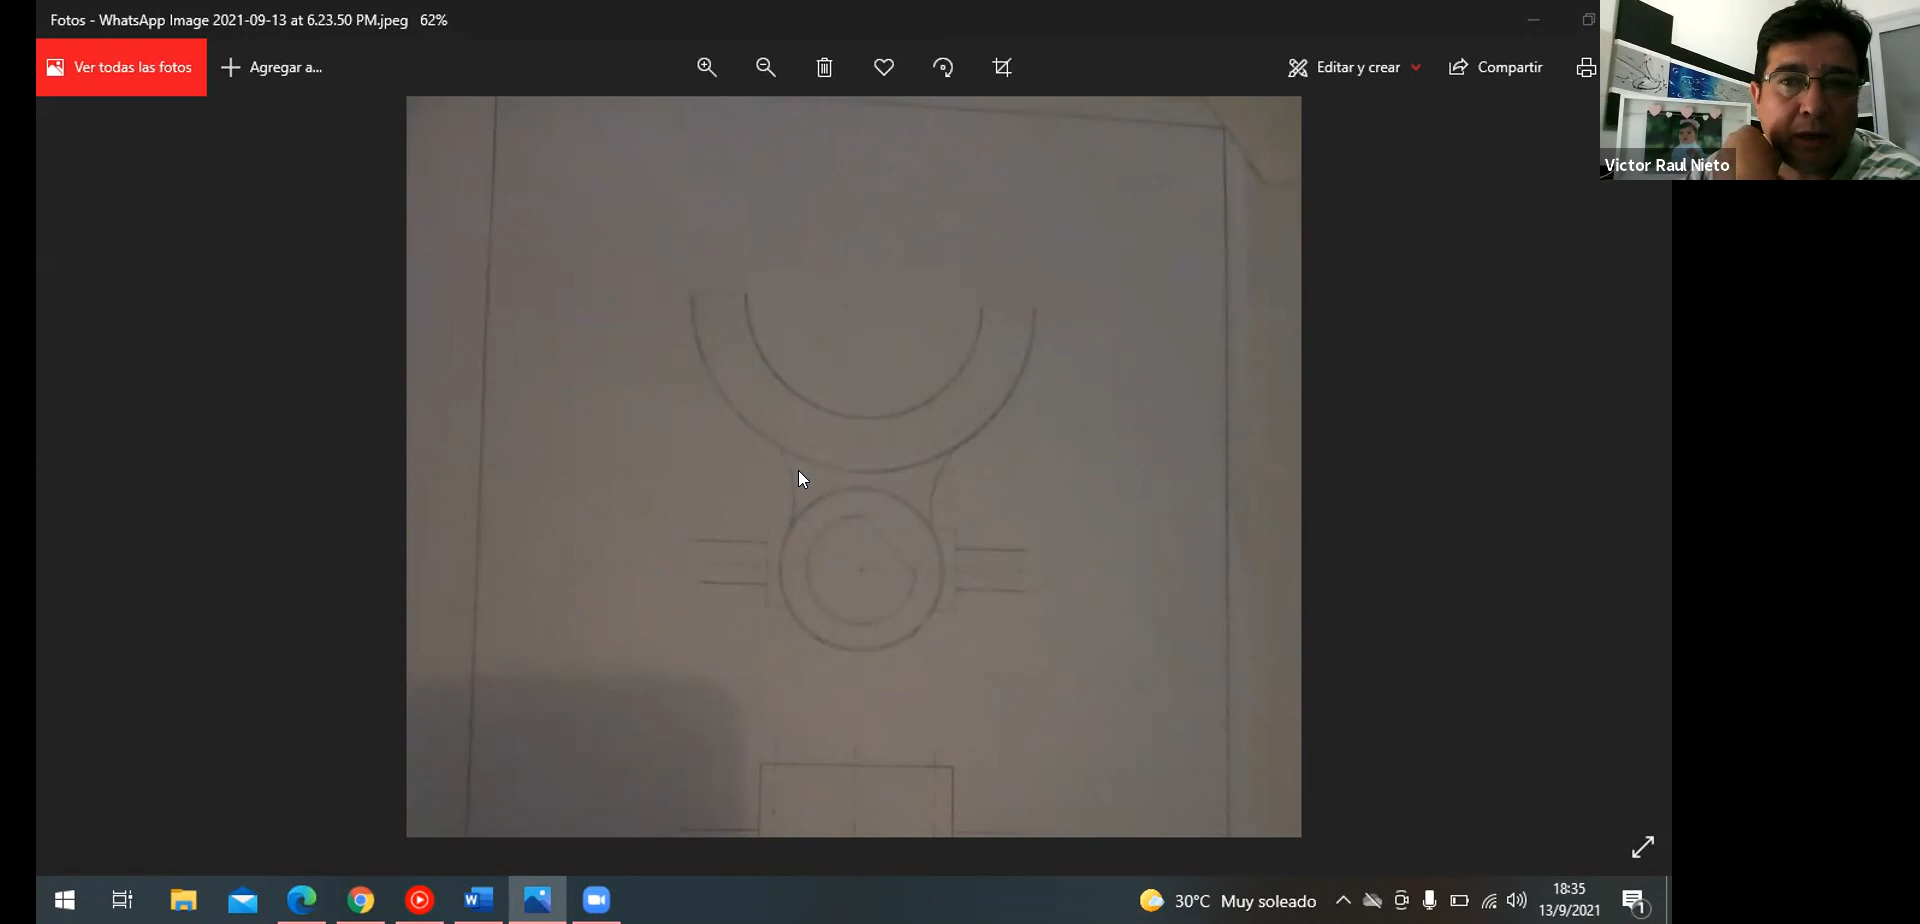 Fotos - WhatsApp Image 2021-09-13 at 6.23.50 PM.jpeg 62%
Ver todas las fotos
Agregar a...
Editar y crear
Compartir
Victor Raul Nieto
30°C Muy soleado
18:35
13/9/2021
1